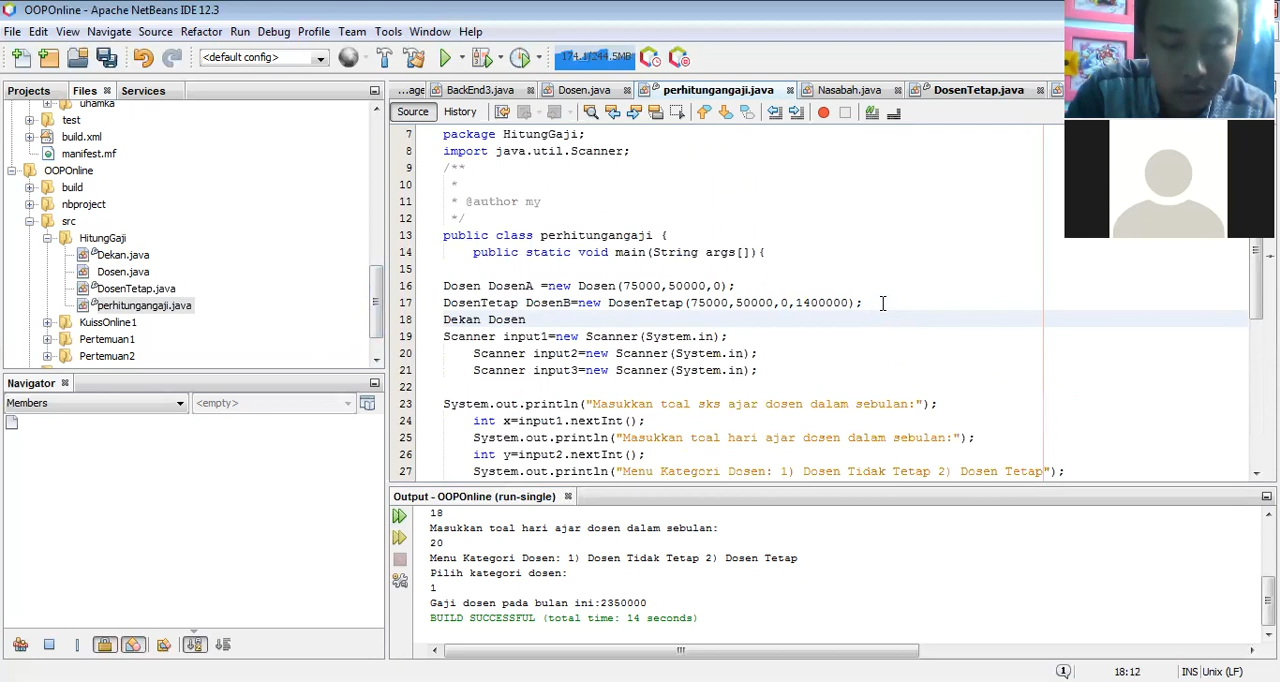 OOPOnline - Apache NetBeans IDE 12.3
File Edit View Navigate Source Refactor Run Debug Profile Team Tools Window Help
<default config>
174.1/244.5MB
Projects Files Services
...age BackEnd3.java Dosen.java perhitungangaji.java Nasabah.java DosenTetap.java
Source History
uhamka
test
build.xml
manifest.mf
OOPOnline
build
nbproject
src
HitungGaji
Dekan.java
Dosen.java
DosenTetap.java
perhitungangaji.java
KuissOnline1
Pertemuan1
Pertemuan2
Navigator
Members <empty>
7 package HitungGaji;
8 import java.util.Scanner;
9 /**
10 *
11 * @author my
12 */
13 public class perhitungangaji {
14 public static void main(String args[]){
15
16 Dosen DosenA =new Dosen(75000,50000,0);
17 DosenTetap DosenB=new DosenTetap(75000,50000,0,1400000);
18 Dekan Dosen
19 Scanner input1=new Scanner(System.in);
20 Scanner input2=new Scanner(System.in);
21 Scanner input3=new Scanner(System.in);
22
23 System.out.println("Masukkan toal sks ajar dosen dalam sebulan:");
24 int x=input1.nextInt();
25 System.out.println("Masukkan toal hari ajar dosen dalam sebulan:");
26 int y=input2.nextInt();
27 System.out.println("Menu Kategori Dosen: 1) Dosen Tidak Tetap 2) Dosen Tetap");
Output - OOPOnline (run-single)
18
Masukkan toal hari ajar dosen dalam sebulan:
20
Menu Kategori Dosen: 1) Dosen Tidak Tetap 2) Dosen Tetap
Pilih kategori dosen:
1
Gaji dosen pada bulan ini:2350000
BUILD SUCCESSFUL (total time: 14 seconds)
18:12 INS Unix (LF)